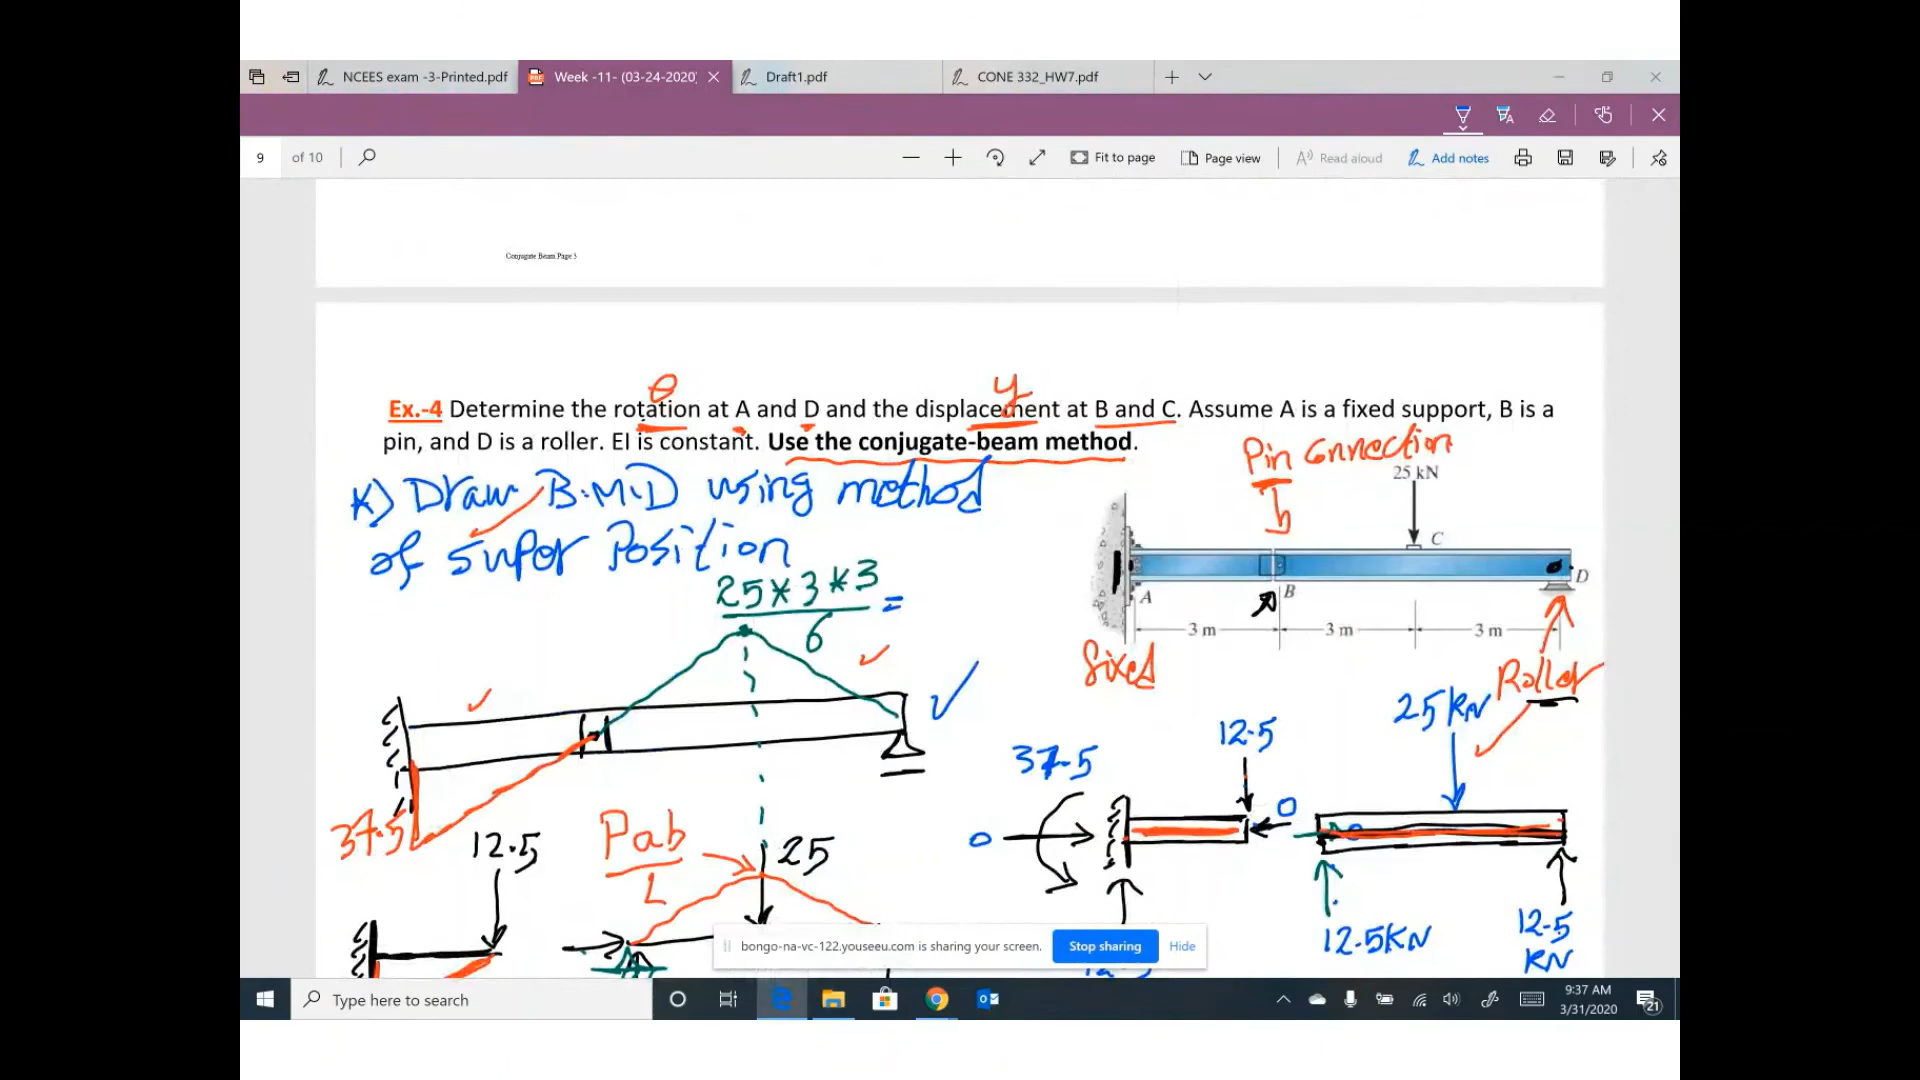 NCEES exam -3-Printed.pdf
Week -11- (03-24-2020)
Draft1.pdf
CONE 332_HW7.pdf
9 of 10
Fit to page
Page view
Read aloud
Add notes
Conjugate Beam Page 3
θ
y
Ex.-4 Determine the rotation at A and D and the displacement at B and C. Assume A is a fixed support, B is a
pin, and D is a roller. EI is constant. Use the conjugate-beam method.
Pin Connection
25 kN
Draw B.M.D using method
of super Position
C
A
B
D
3 m
3 m
3 m
25*3*3
6
=
fixed
Roller
25KN
12.5
37.5
0
0
37.5
12.5
Pab
L
25
12.5KN
12.5
KN
bongo-na-vc-122.youseeu.com is sharing your screen.
Stop sharing
Hide
Type here to search
9:37 AM
3/31/2020
21